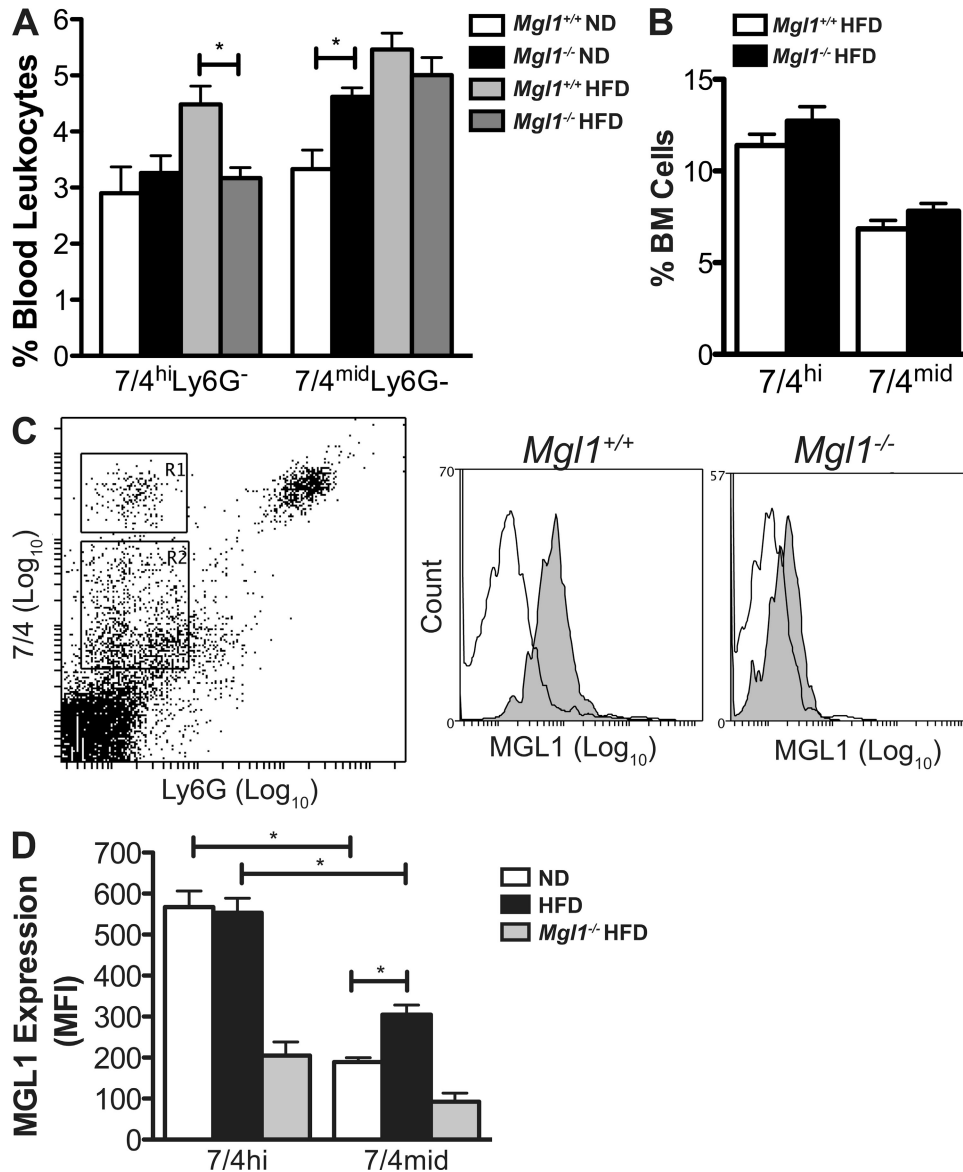 A
% Blood Leukocytes
6
5
4
3
2
1
0
*
*
7/4hiLy6G-
7/4midLy6G-
Mgl1+/+ ND
Mgl1-/- ND
Mgl1+/+ HFD
Mgl1-/- HFD
B
Mgl1+/+ HFD
Mgl1-/- HFD
% BM Cells
15
10
5
0
7/4hi
7/4mid
C
7/4 (Log10)
R1
R2
Ly6G (Log10)
Mgl1+/+
70
Count
0
MGL1 (Log10)
Mgl1-/-
57
0
MGL1 (Log10)
D
MGL1 Expression
(MFI)
700
600
500
400
300
200
100
0
*
*
*
7/4hi
7/4mid
ND
HFD
Mgl1-/- HFD